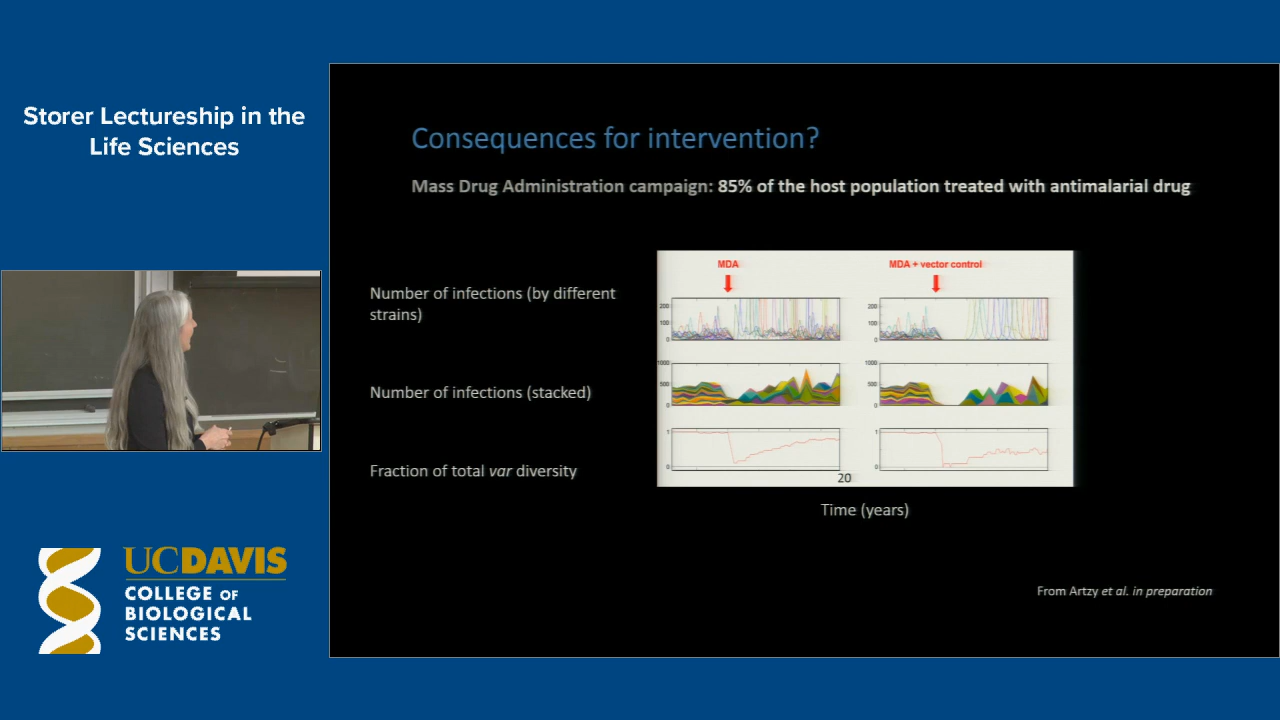 Storer Lectureship in the
Life Sciences
Consequences for intervention?
Mass Drug Administration campaign: 85% of the host population treated with antimalarial drug
MDA
MDA + vector control
Number of infections (by different
strains)
200
100
0
200
100
0
Number of infections (stacked)
1000
500
0
1000
500
0
Fraction of total var diversity
1
0
1
0
20
Time (years)
From Artzy et al. in preparation
UCDAVIS
COLLEGE OF
BIOLOGICAL
SCIENCES